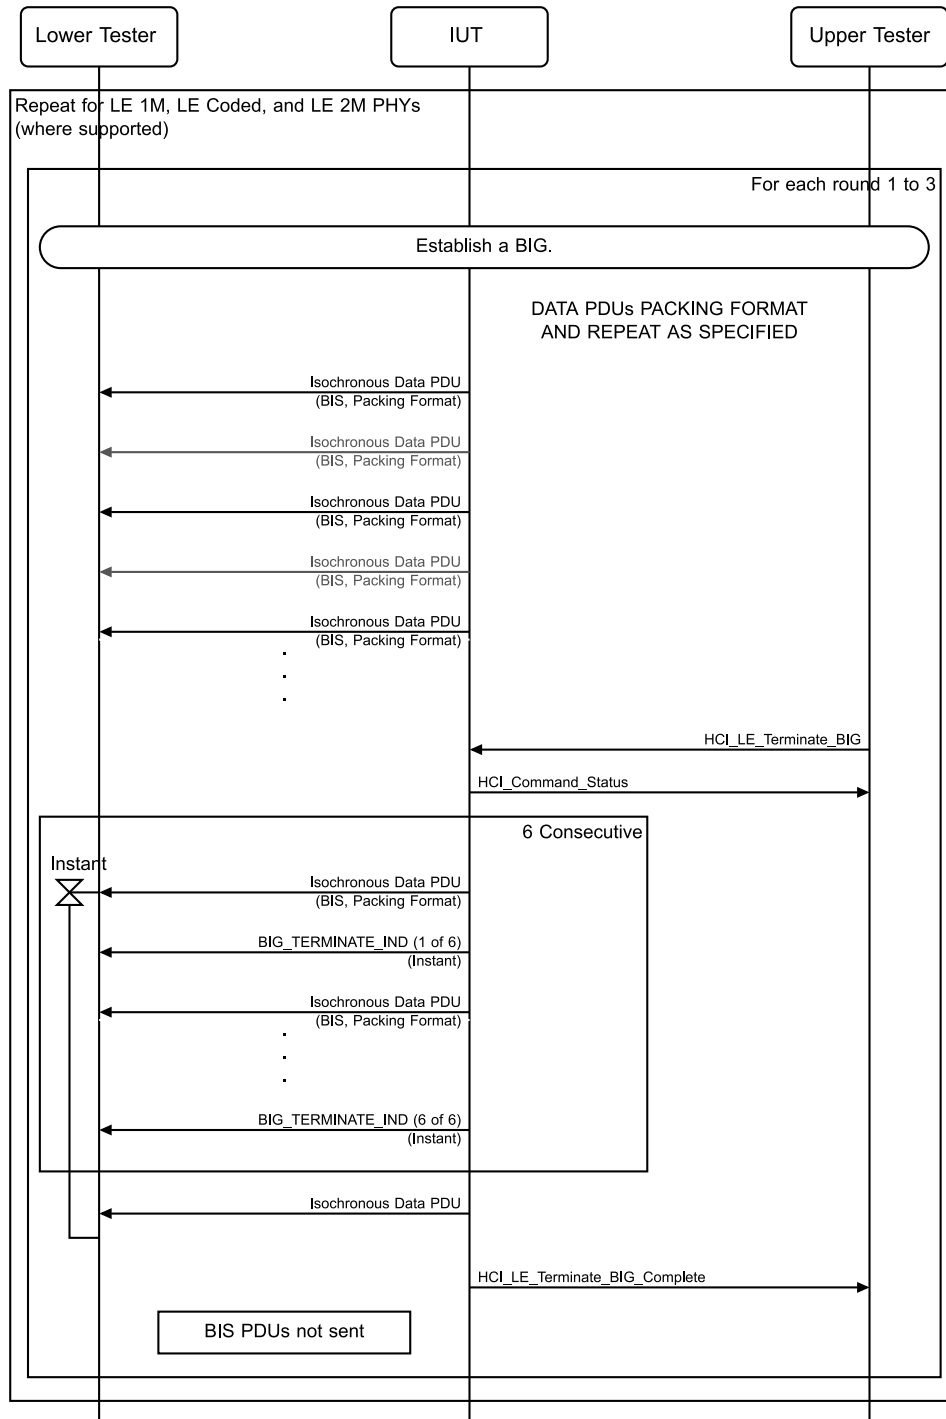 Lower Tester
IUT
Upper Tester
Repeat for LE 1M, LE Coded, and LE 2M PHYs
(where supported)
For each round 1 to 3
Establish a BIG.
DATA PDUs PACKING FORMAT
AND REPEAT AS SPECIFIED
Isochronous Data PDU
(BIS, Packing Format)
Isochronous Data PDU
(BIS, Packing Format)
Isochronous Data PDU
(BIS, Packing Format)
Isochronous Data PDU
(BIS, Packing Format)
Isochronous Data PDU
(BIS, Packing Format)
.
.
.
HCI_LE_Terminate_BIG
HCI_Command_Status
6 Consecutive
Instant
Isochronous Data PDU
(BIS, Packing Format)
BIG_TERMINATE_IND (1 of 6)
(Instant)
Isochronous Data PDU
(BIS, Packing Format)
.
.
.
BIG_TERMINATE_IND (6 of 6)
(Instant)
Isochronous Data PDU
HCI_LE_Terminate_BIG_Complete
BIS PDUs not sent